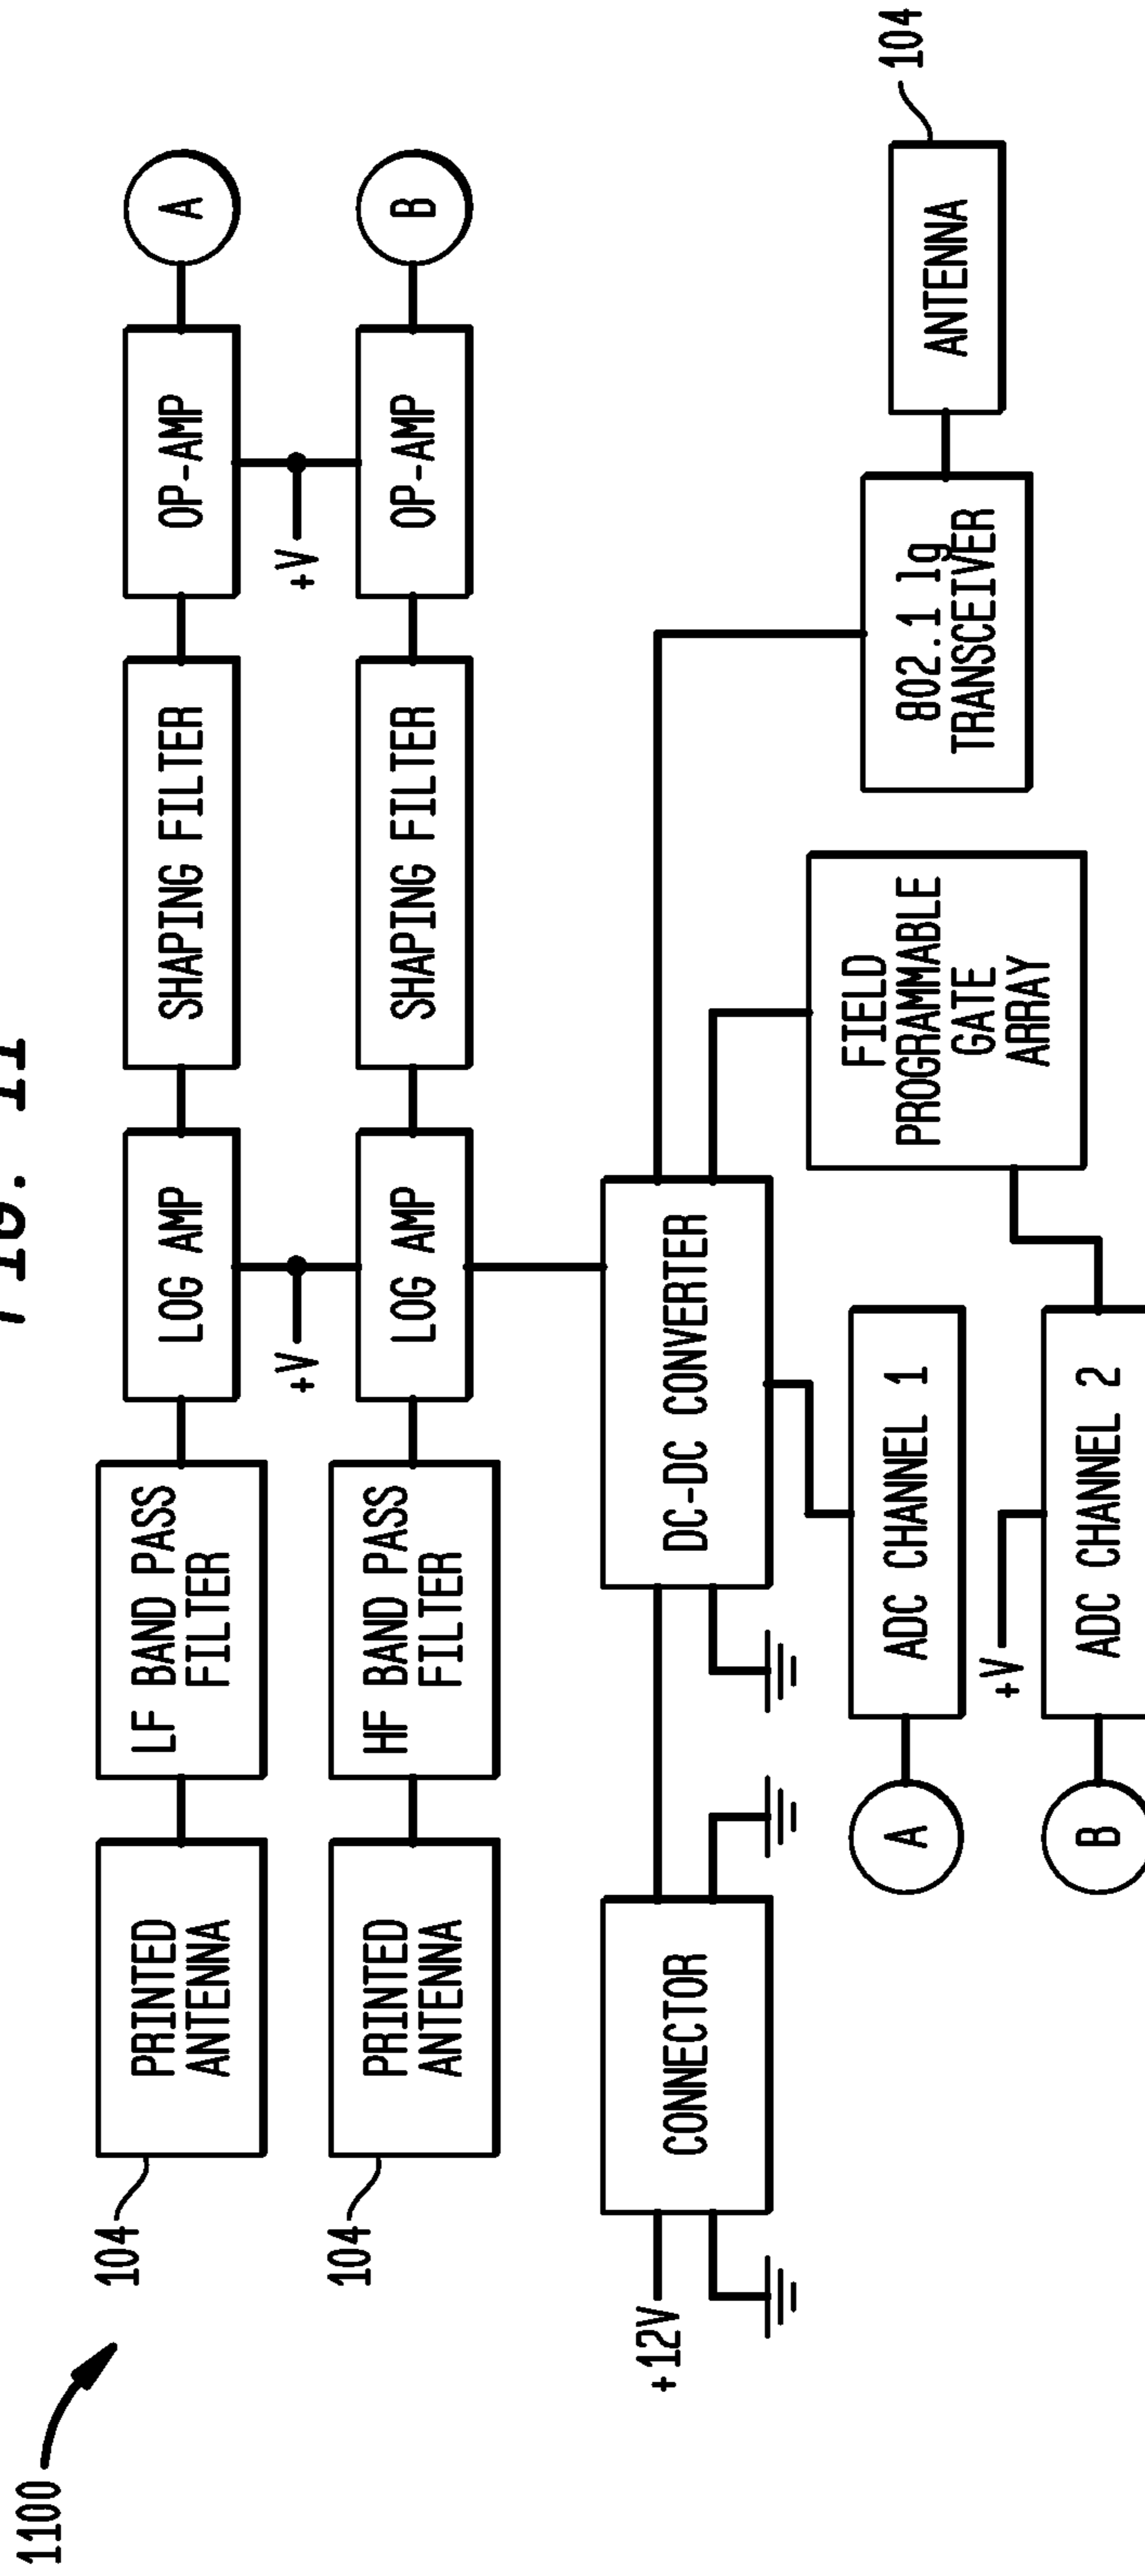 FIG. 11
1100
104
PRINTED
ANTENNA
LF BAND PASS
FILTER
LOG AMP
SHAPING FILTER
OP-AMP
A
+V
+V
104
PRINTED
ANTENNA
HF BAND PASS
FILTER
LOG AMP
SHAPING FILTER
OP-AMP
B
+12V
CONNECTOR
DC-DC CONVERTER
A
ADC CHANNEL 1
+V
B
ADC CHANNEL 2
FIELD
PROGRAMMABLE
GATE
ARRAY
802.1 1g
TRANSCEIVER
ANTENNA
104